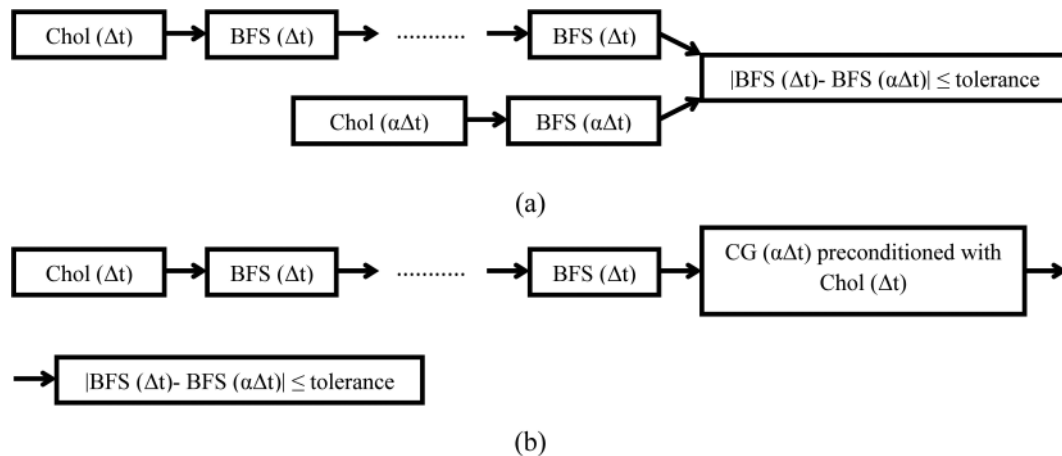 Chol (Δt)
BFS (Δt)
...........
BFS (Δt)
|BFS (Δt)- BFS (αΔt)| ≤ tolerance
Chol (αΔt)
BFS (αΔt)
(a)
Chol (Δt)
BFS (Δt)
...........
BFS (Δt)
CG (αΔt) preconditioned with
Chol (Δt)
|BFS (Δt)- BFS (αΔt)| ≤ tolerance
(b)